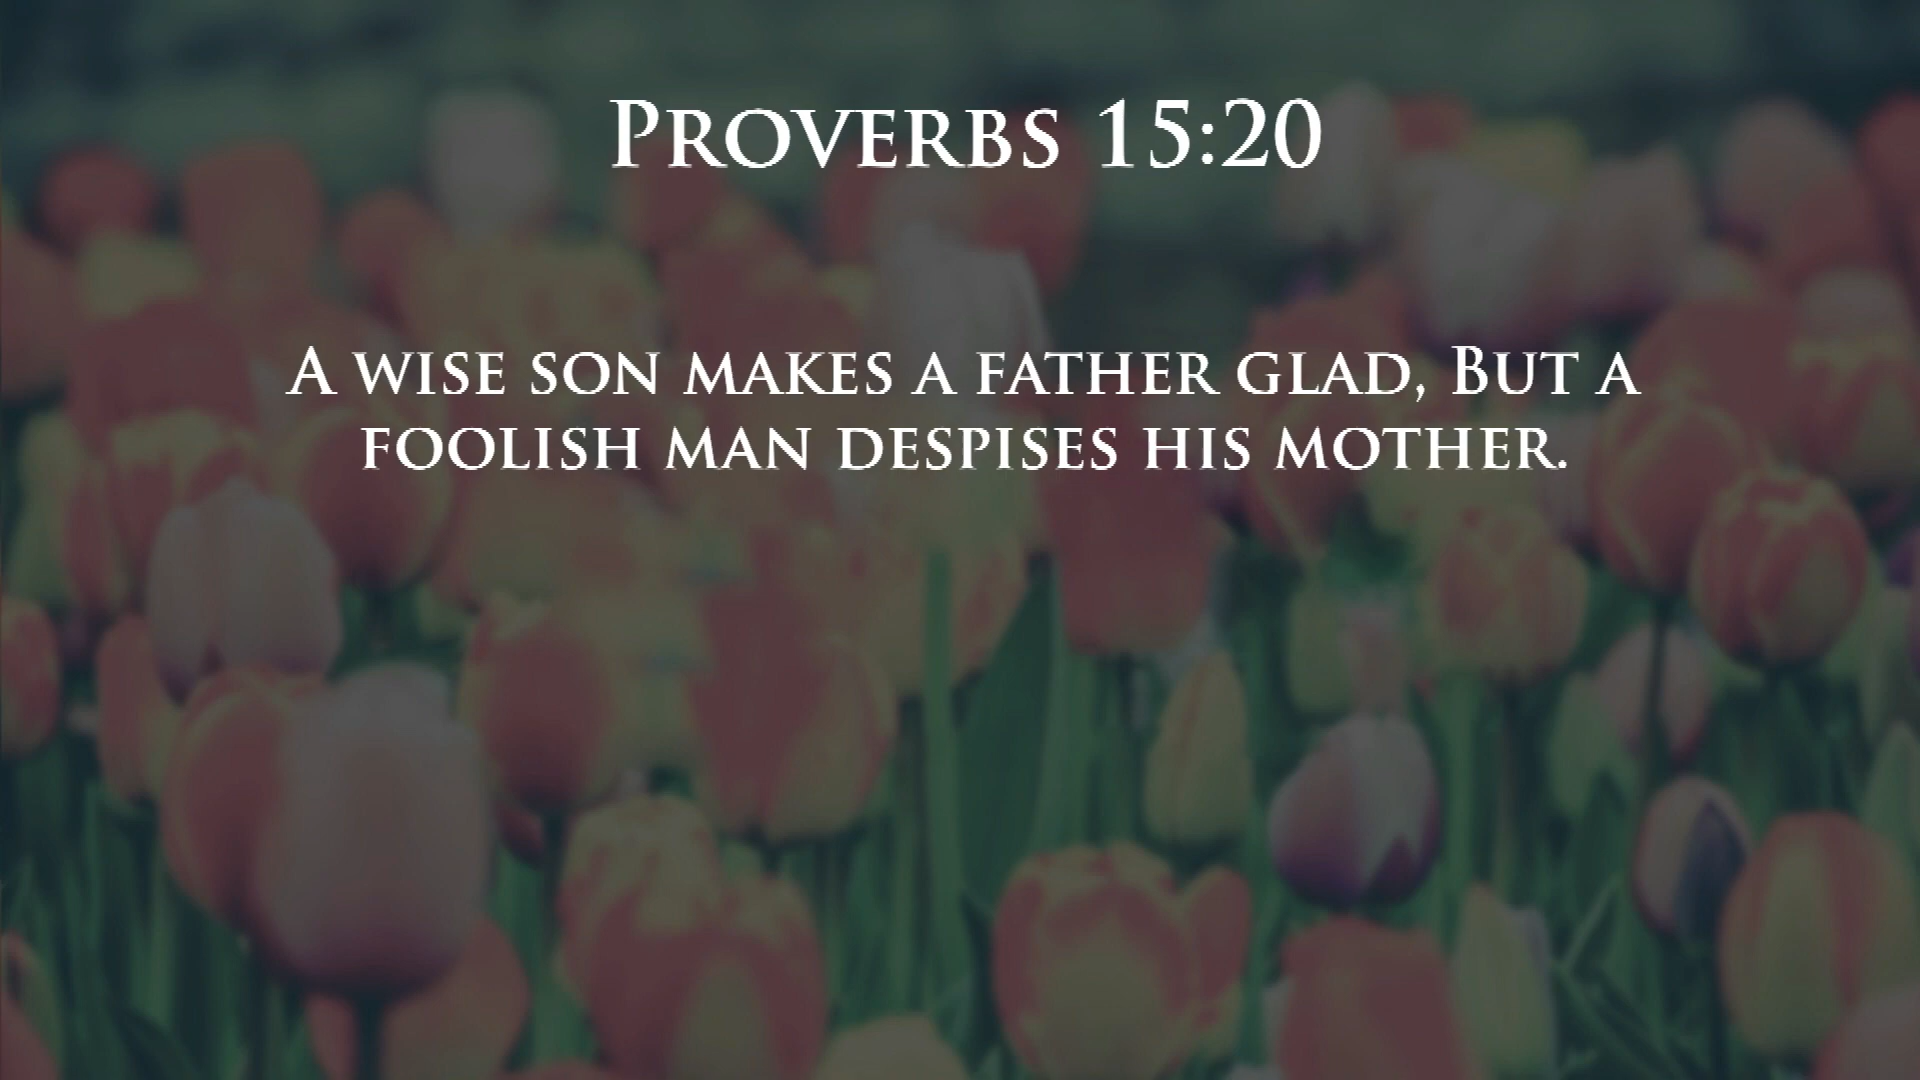 Proverbs 15:20
A wise son makes a father glad, But a
foolish man despises his mother.